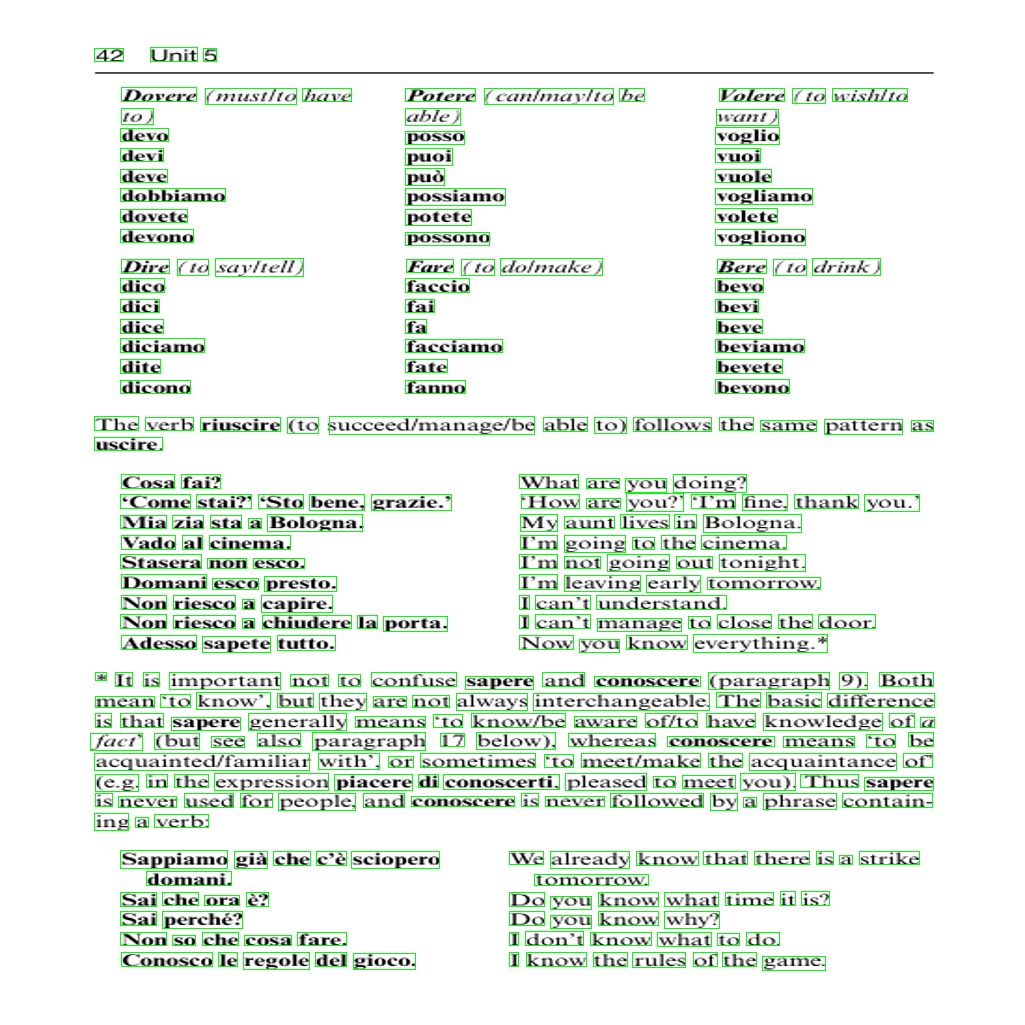 42 Unit 5
Dovere (must/to have to)
devo
devi
deve
dobbiamo
dovete
devono
Potere (can/may/to be able)
posso
puoi
può
possiamo
potete
possono
Volere (to wish/to want)
voglio
vuoi
vuole
vogliamo
volete
vogliono
Dire (to say/tell)
dico
dici
dice
diciamo
dite
dicono
Fare (to do/make)
faccio
fai
fa
facciamo
fate
fanno
Bere (to drink)
bevo
bevi
beve
beviamo
bevete
bevono
The verb riuscire (to succeed/manage/be able to) follows the same pattern as
uscire.
Cosa fai? What are you doing?
‘Come stai?’ ‘Sto bene, grazie.’ ‘How are you?’ ‘I’m fine, thank you.’
Mia zia sta a Bologna. My aunt lives in Bologna.
Vado al cinema. I’m going to the cinema.
Stasera non esco. I’m not going out tonight.
Domani esco presto. I’m leaving early tomorrow.
Non riesco a capire. I can’t understand.
Non riesco a chiudere la porta. I can’t manage to close the door.
Adesso sapete tutto. Now you know everything.*
* It is important not to confuse sapere and conoscere (paragraph 9). Both
mean ‘to know’, but they are not always interchangeable. The basic difference
is that sapere generally means ‘to know/be aware of/to have knowledge of a
fact’ (but see also paragraph 17 below), whereas conoscere means ‘to be
acquainted/familiar with’, or sometimes ‘to meet/make the acquaintance of’
(e.g. in the expression piacere di conoscerti, pleased to meet you). Thus sapere
is never used for people, and conoscere is never followed by a phrase contain-
ing a verb:
Sappiamo già che c’è sciopero We already know that there is a strike
domani. tomorrow.
Sai che ora è? Do you know what time it is?
Sai perché? Do you know why?
Non so che cosa fare. I don’t know what to do.
Conosco le regole del gioco. I know the rules of the game.